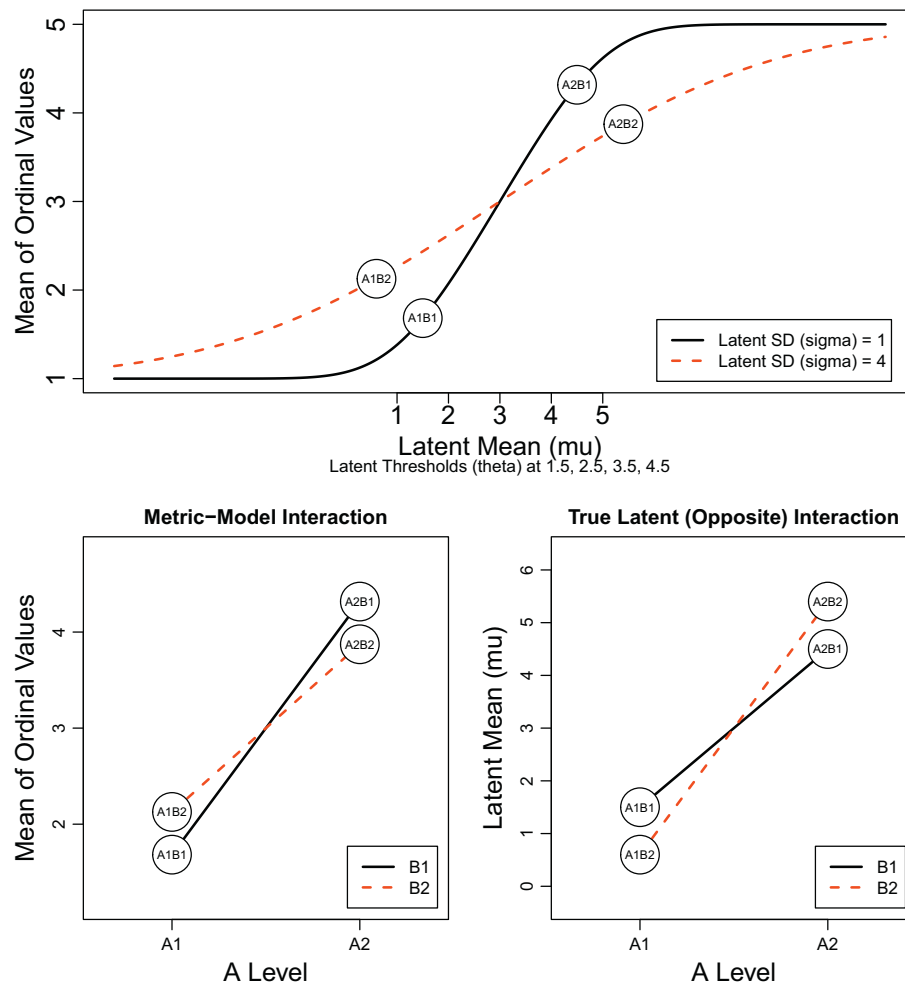 Mean of Ordinal Values
5
4
3
2
1
A2B1
A2B2
A1B2
A1B1
Latent SD (sigma) = 1
Latent SD (sigma) = 4
1 2 3 4 5
Latent Mean (mu)
Latent Thresholds (theta) at 1.5, 2.5, 3.5, 4.5
Metric−Model Interaction
Mean of Ordinal Values
4
3
2
A2B1
A2B2
A1B2
A1B1
B1
B2
A1 A2
A Level
True Latent (Opposite) Interaction
Latent Mean (mu)
6
5
4
3
2
1
0
A2B2
A2B1
A1B1
A1B2
B1
B2
A1 A2
A Level